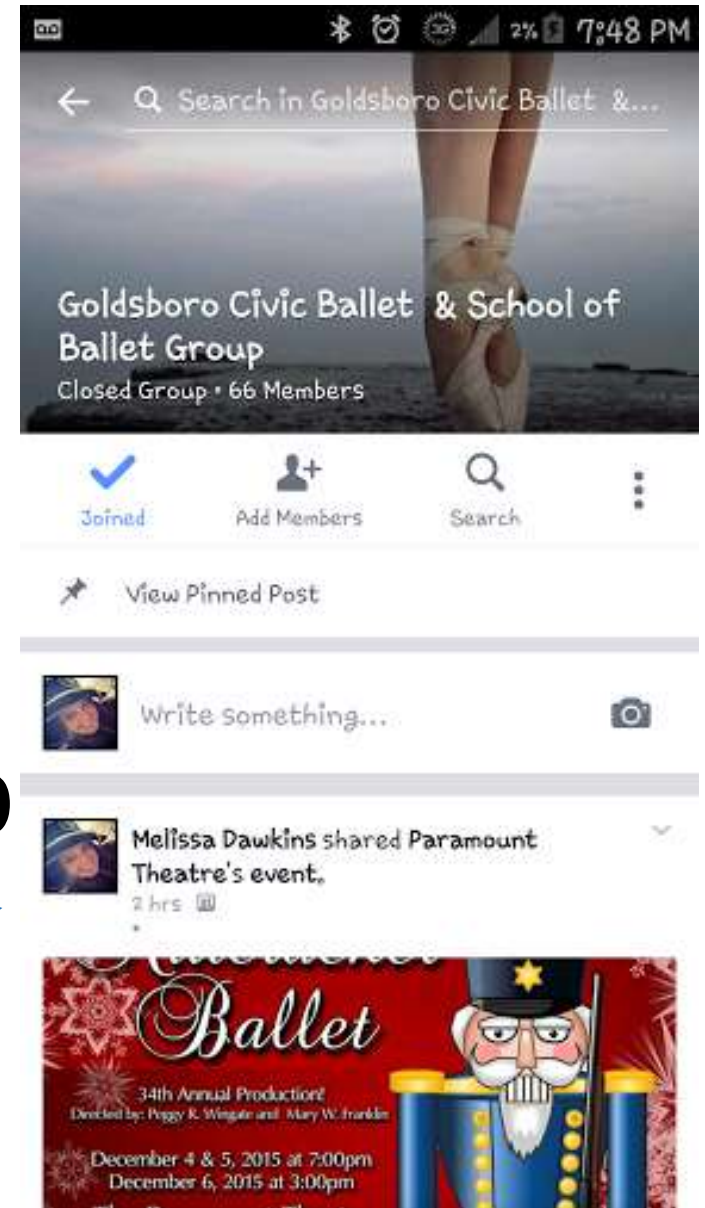 2% 7:48 PM
Search in Goldsboro Civic Ballet &...
Goldsboro Civic Ballet & School of
Ballet Group
Closed Group • 66 Members
Joined
Add Members
Search
View Pinned Post
Write something...
Melissa Dawkins shared Paramount
Theatre's event.
2 hrs
Ballet
34th Annual Production!
Directed by: Peggy R. Wingate and Mary W. Franklin
December 4 & 5, 2015 at 7:00pm
December 6, 2015 at 3:00pm